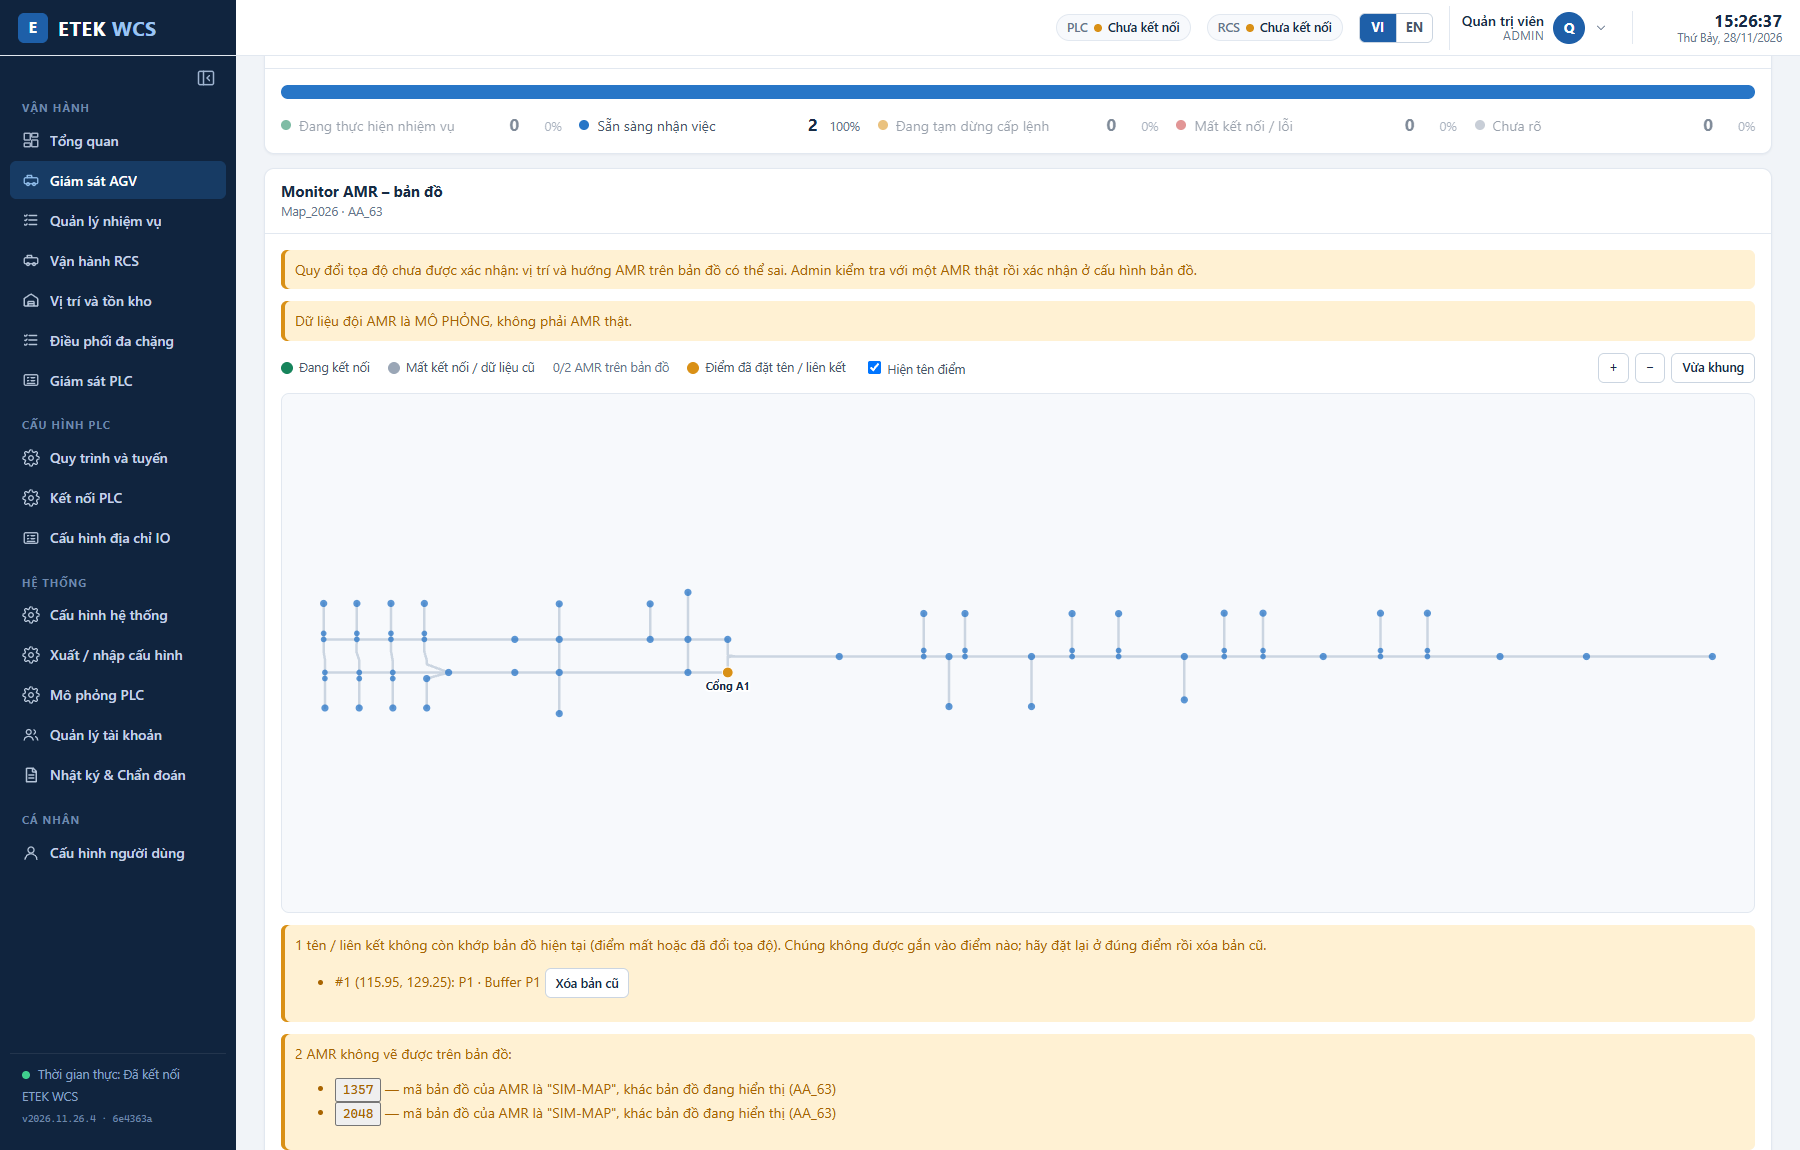 E ETEK WCS
PLC Chưa kết nối
RCS Chưa kết nối
VI EN
Quản trị viên
ADMIN
Q
15:26:37
Thứ Bảy, 28/11/2026
VẬN HÀNH
Tổng quan
Giám sát AGV
Quản lý nhiệm vụ
Vận hành RCS
Vị trí và tồn kho
Điều phối đa chặng
Giám sát PLC
CẤU HÌNH PLC
Quy trình và tuyến
Kết nối PLC
Cấu hình địa chỉ IO
HỆ THỐNG
Cấu hình hệ thống
Xuất / nhập cấu hình
Mô phỏng PLC
Quản lý tài khoản
Nhật ký & Chẩn đoán
CÁ NHÂN
Cấu hình người dùng
Thời gian thực: Đã kết nối
ETEK WCS
v2026.11.26.4 · 6e4363a
Đang thực hiện nhiệm vụ 0 0%
Sẵn sàng nhận việc 2 100%
Đang tạm dừng cấp lệnh 0 0%
Mất kết nối / lỗi 0 0%
Chưa rõ 0 0%
Monitor AMR – bản đồ
Map_2026 · AA_63
Quy đổi tọa độ chưa được xác nhận: vị trí và hướng AMR trên bản đồ có thể sai. Admin kiểm tra với một AMR thật rồi xác nhận ở cấu hình bản đồ.
Dữ liệu đội AMR là MÔ PHỎNG, không phải AMR thật.
Đang kết nối
Mất kết nối / dữ liệu cũ
0/2 AMR trên bản đồ
Điểm đã đặt tên / liên kết
Hiện tên điểm
+
−
Vừa khung
Cổng A1
1 tên / liên kết không còn khớp bản đồ hiện tại (điểm mất hoặc đã đổi tọa độ). Chúng không được gắn vào điểm nào; hãy đặt lại ở đúng điểm rồi xóa bản cũ.
#1 (115.95, 129.25): P1 · Buffer P1 Xóa bản cũ
2 AMR không vẽ được trên bản đồ:
1357 — mã bản đồ của AMR là "SIM-MAP", khác bản đồ đang hiển thị (AA_63)
2048 — mã bản đồ của AMR là "SIM-MAP", khác bản đồ đang hiển thị (AA_63)